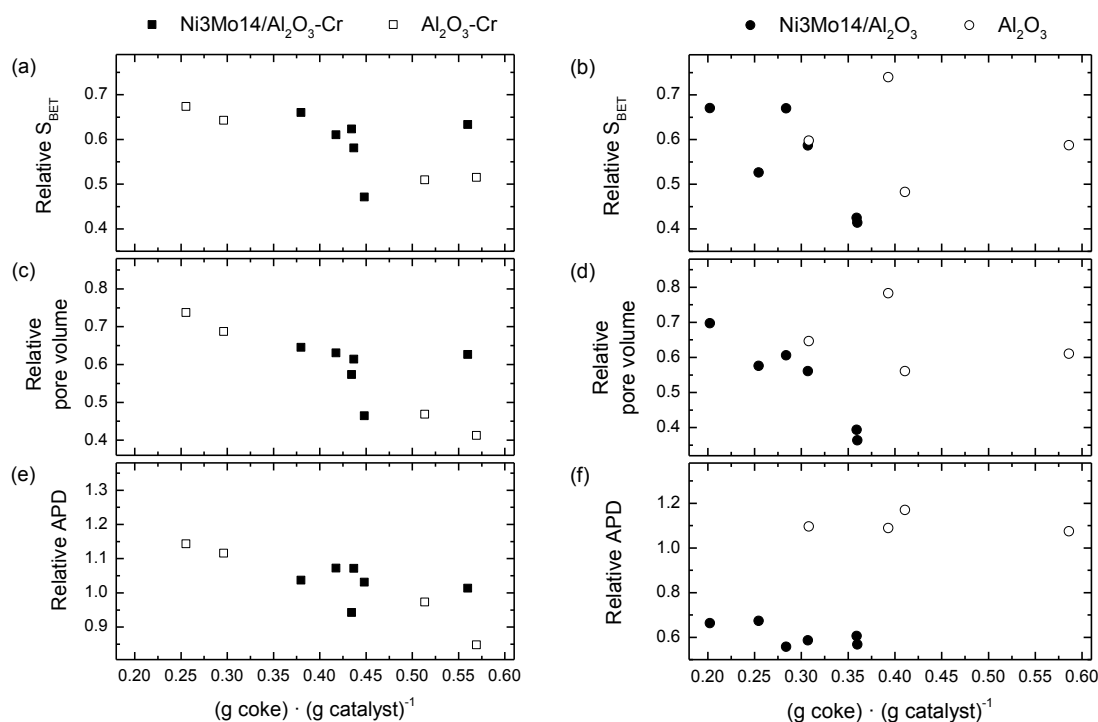 ■ Ni3Mo14/Al₂O₃-Cr □ Al₂O₃-Cr
● Ni3Mo14/Al₂O₃ ○ Al₂O₃
(a)
Relative S_BET
0.7
0.6
0.5
0.4
(b)
Relative S_BET
0.7
0.6
0.5
0.4
(c)
Relative
pore volume
0.8
0.7
0.6
0.5
0.4
(d)
Relative
pore volume
0.8
0.7
0.6
0.5
0.4
(e)
Relative APD
1.3
1.2
1.1
1.0
0.9
0.20 0.25 0.30 0.35 0.40 0.45 0.50 0.55 0.60
(g coke) · (g catalyst)⁻¹
(f)
Relative APD
1.2
1.0
0.8
0.6
0.20 0.25 0.30 0.35 0.40 0.45 0.50 0.55 0.60
(g coke) · (g catalyst)⁻¹